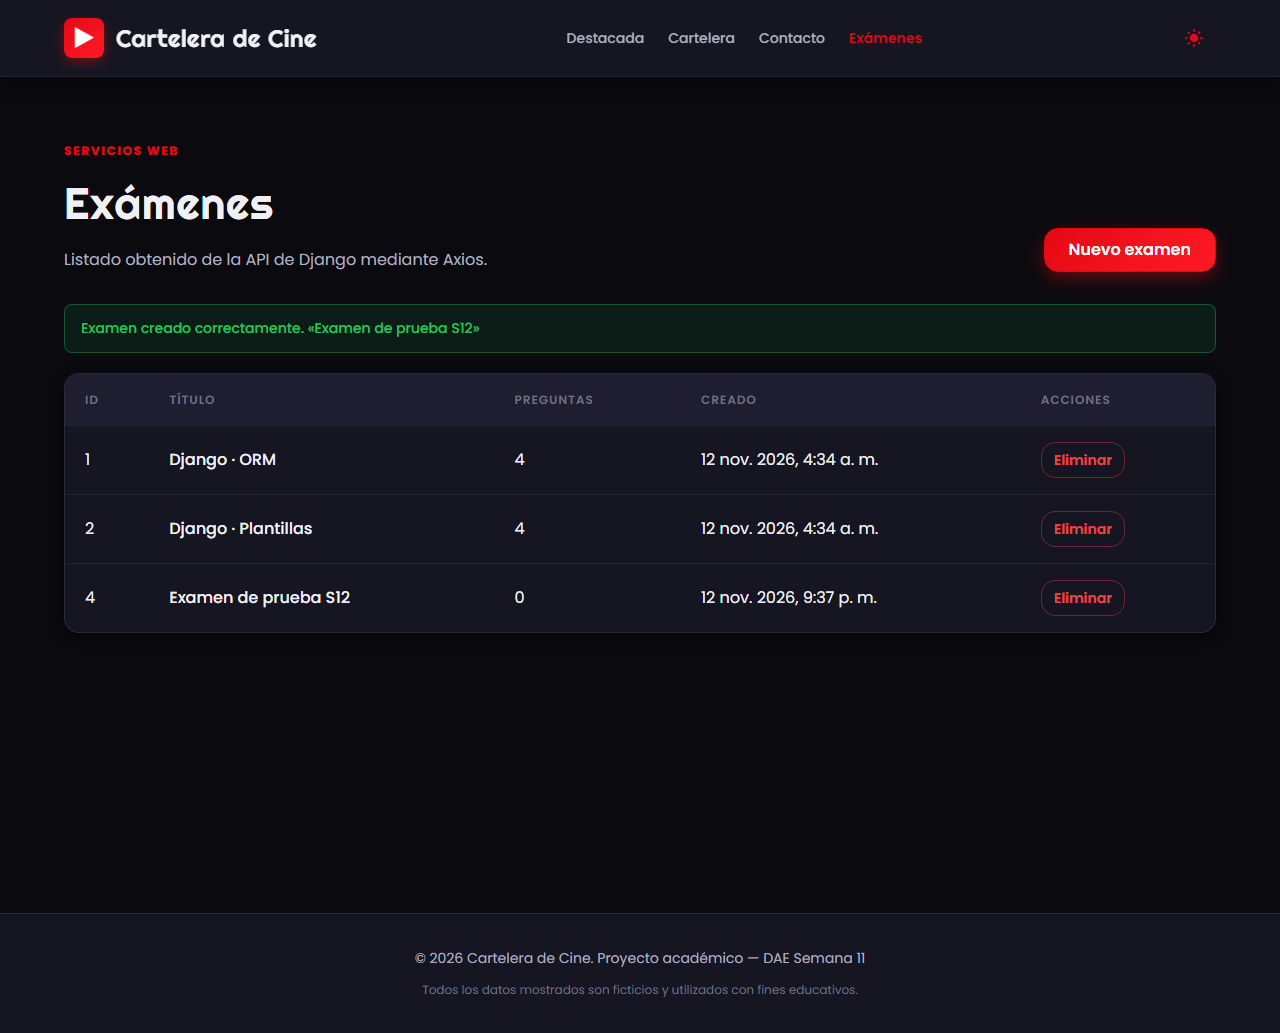 Cartelera de Cine
Destacada
Cartelera
Contacto
Exámenes
SERVICIOS WEB
Exámenes
Listado obtenido de la API de Django mediante Axios.
Nuevo examen
Examen creado correctamente. «Examen de prueba S12»
ID TÍTULO PREGUNTAS CREADO ACCIONES
1 Django · ORM 4 12 nov. 2026, 4:34 a. m. Eliminar
2 Django · Plantillas 4 12 nov. 2026, 4:34 a. m. Eliminar
4 Examen de prueba S12 0 12 nov. 2026, 9:37 p. m. Eliminar
© 2026 Cartelera de Cine. Proyecto académico — DAE Semana 11
Todos los datos mostrados son ficticios y utilizados con fines educativos.